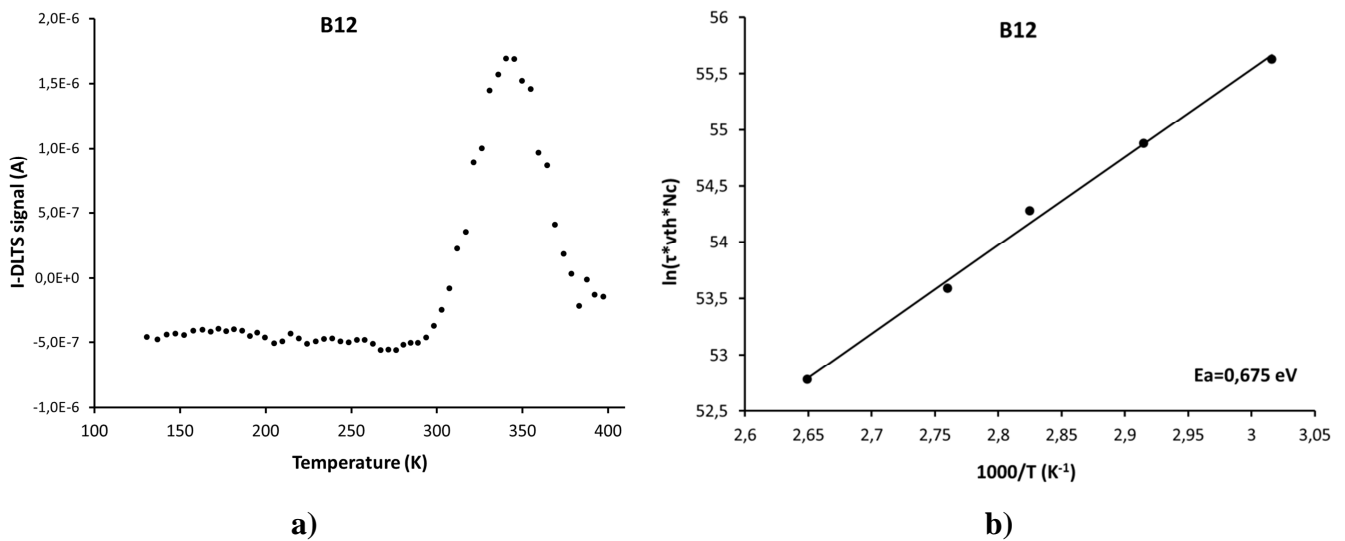 B12
I-DLTS signal (A)
2,0E-6
1,5E-6
1,0E-6
5,0E-7
0,0E+0
-5,0E-7
-1,0E-6
100 150 200 250 300 350 400
Temperature (K)
a)
B12
ln(τ*vth*Nc)
56
55,5
55
54,5
54
53,5
53
52,5
Ea=0,675 eV
2,6 2,65 2,7 2,75 2,8 2,85 2,9 2,95 3 3,05
1000/T (K⁻¹)
b)